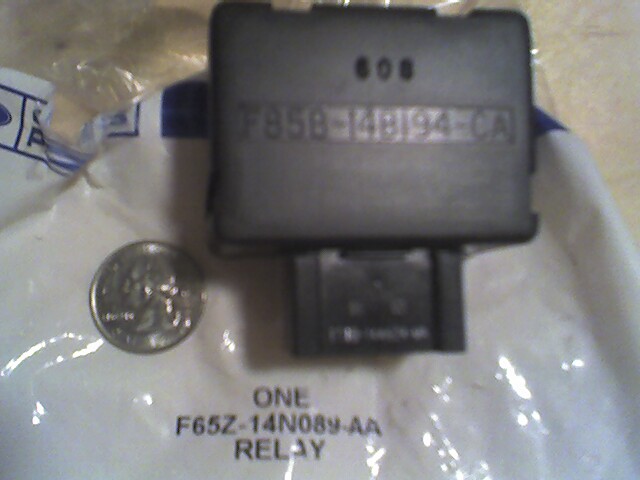 608
F85B-14B194-CA
ONE
F65Z-14N089-AA
RELAY